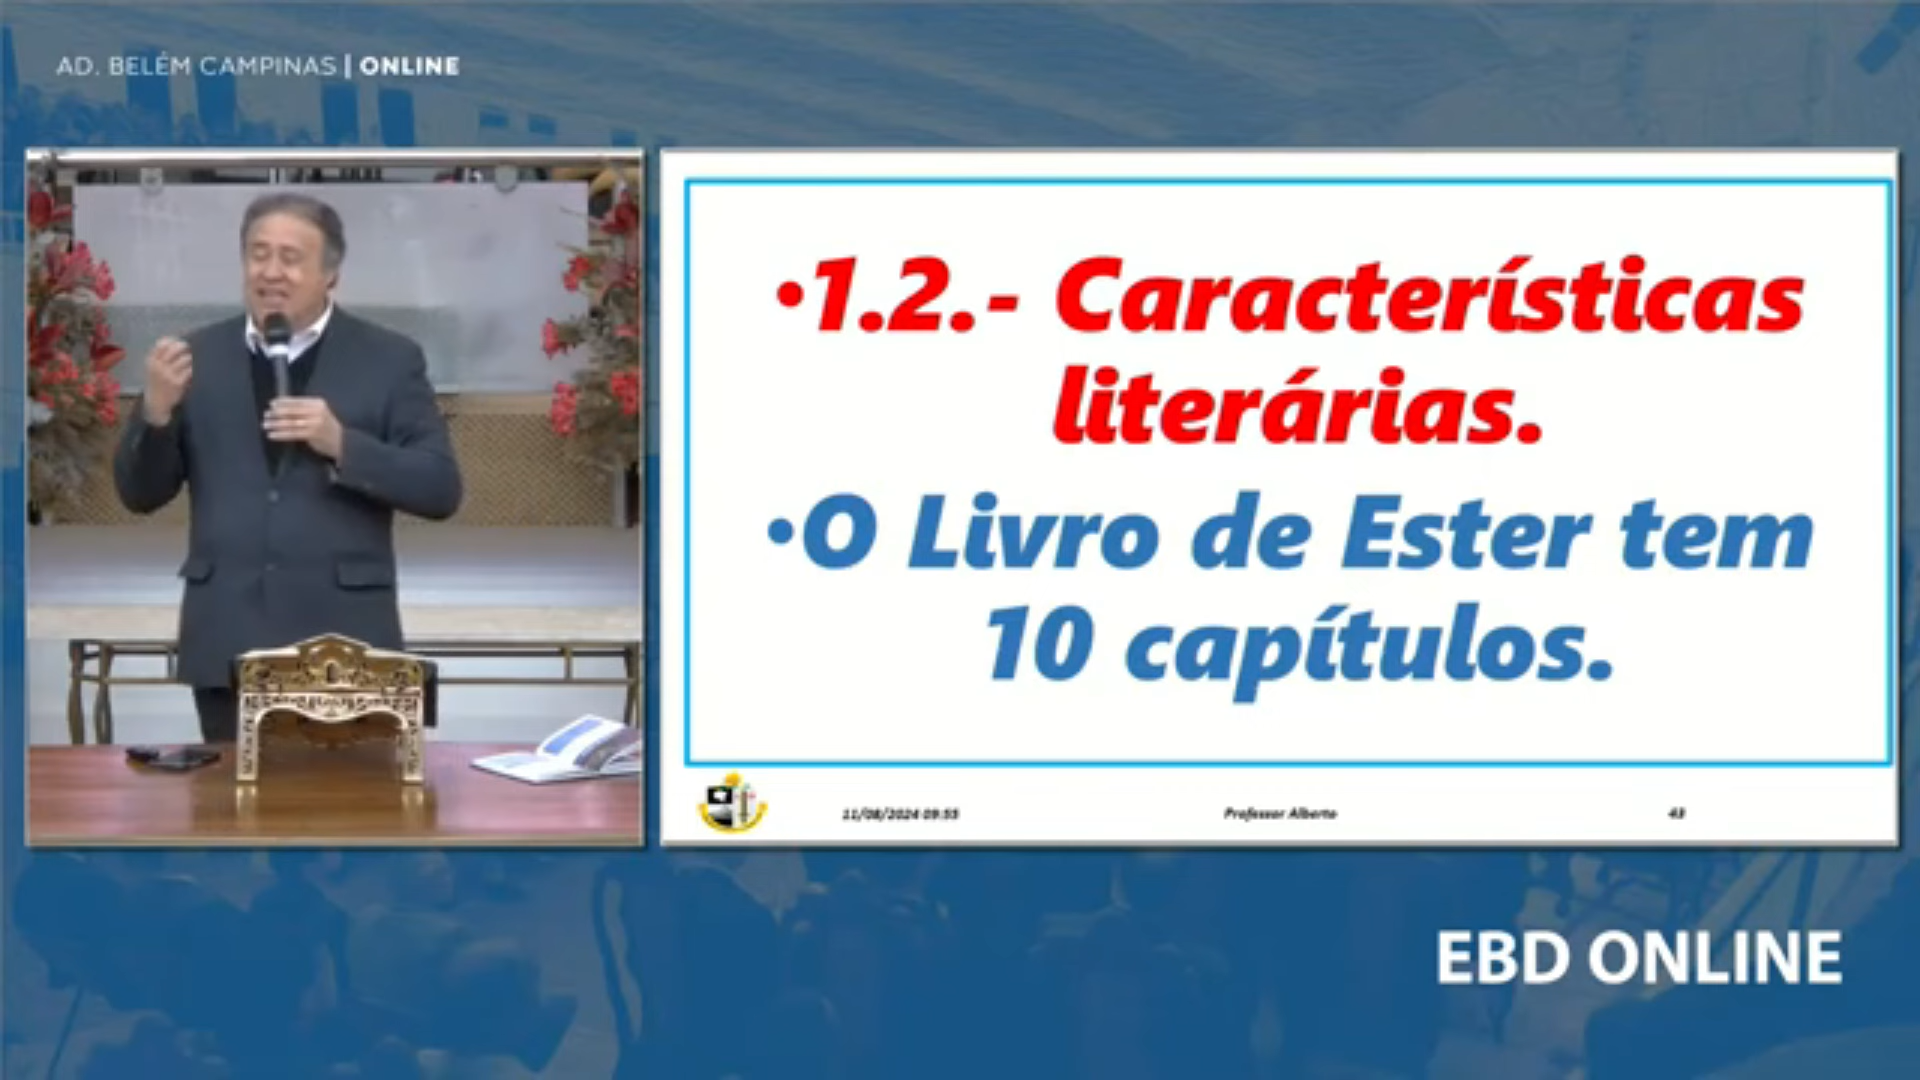 AD. BELÉM CAMPINAS | ONLINE
•1.2.- Características
literárias.
•O Livro de Ester tem
10 capítulos.
11/08/2024 09:55
Professor Alberto
43
EBD ONLINE